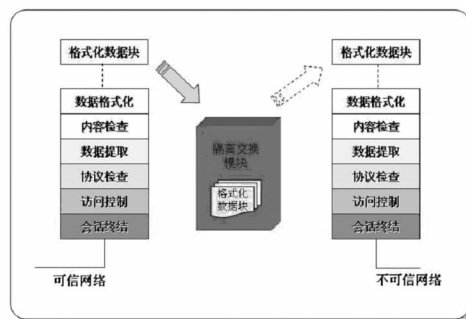 格式化数据块
数据格式化
内容检查
数据提取
协议检查
访问控制
会话终结
可信网络
隔离交换
模块
格式化
数据块
格式化数据块
数据格式化
内容检查
数据提取
协议检查
访问控制
会话终结
不可信网络